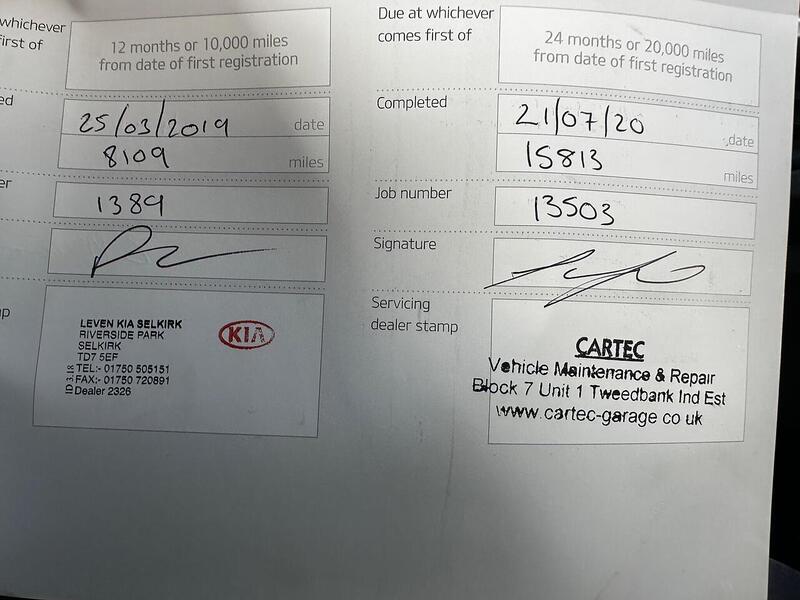 whichever
first of
12 months or 10,000 miles
from date of first registration
ed
25/03/2019 date
8109 miles
er
1389
LEVEN KIA SELKIRK
RIVERSIDE PARK
SELKIRK
TD7 5EF
TEL:- 01750 505151
FAX:- 01750 720891
Dealer 2326
KIA
Due at whichever
comes first of
24 months or 20,000 miles
from date of first registration
Completed
21/07/20 date
15813 miles
Job number
13503
Signature
Servicing
dealer stamp
CARTEC
Vehicle Maintenance & Repair
Block 7 Unit 1 Tweedbank Ind Est
www.cartec-garage co uk